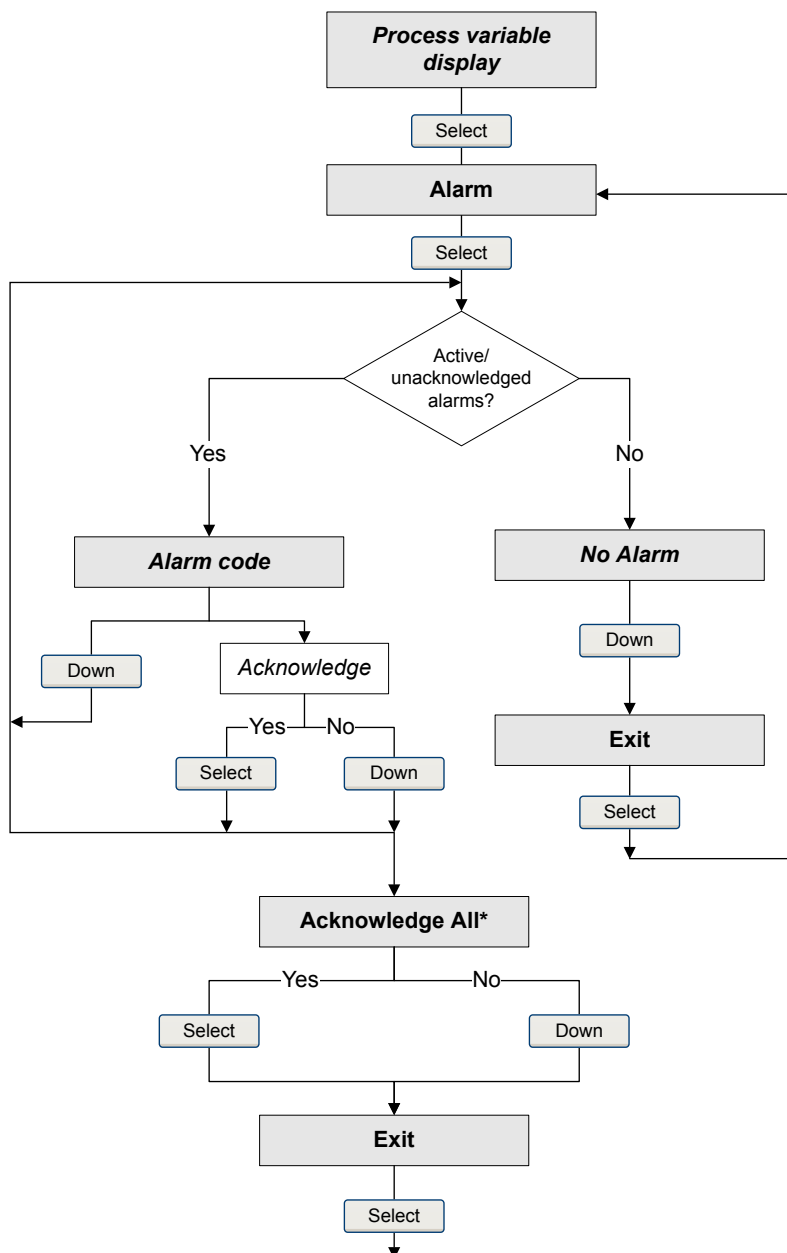 Process variable
display
Select
Alarm
Select
Active/
unacknowledged
alarms?
Yes
No
Alarm code
No Alarm
Down
Acknowledge
Down
Yes
No
Exit
Select
Down
Select
Acknowledge All*
Yes
No
Select
Down
Exit
Select